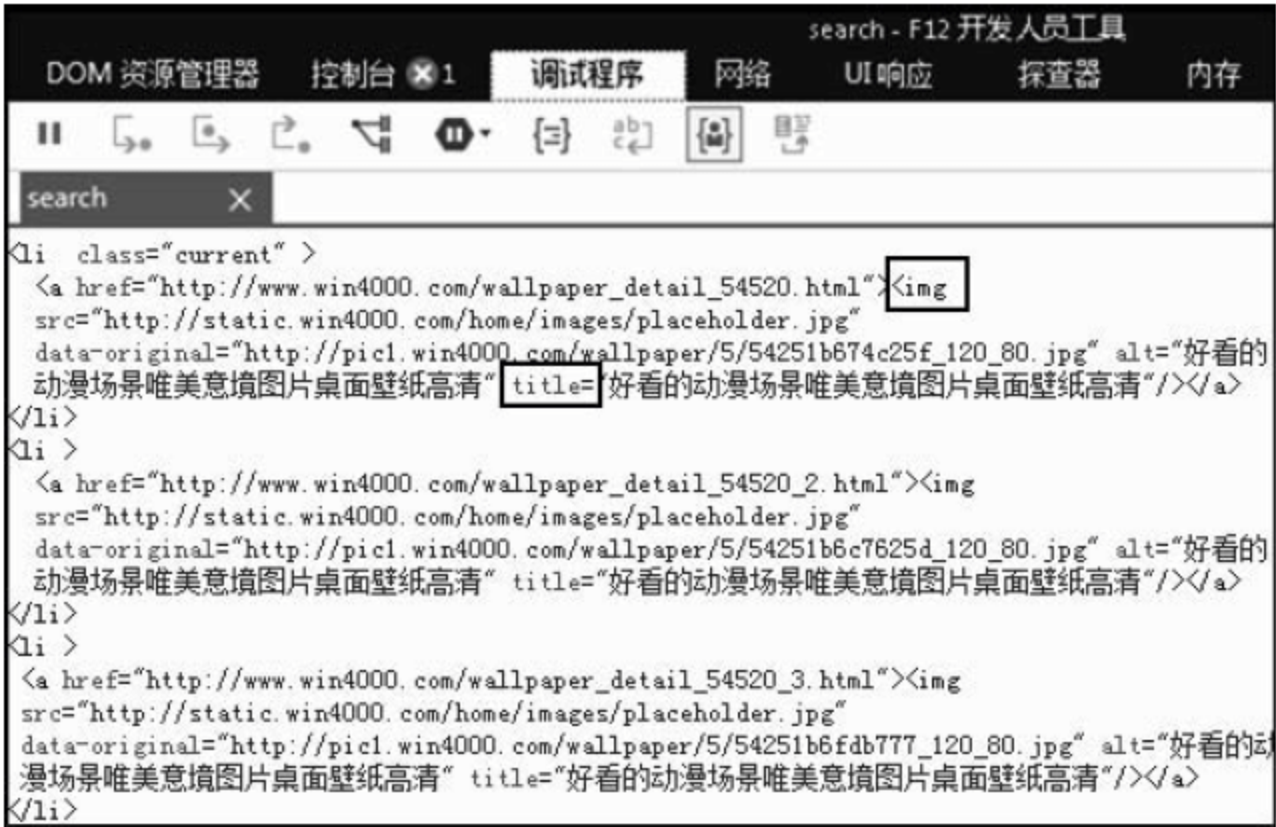 search - F12 开发人员工具
DOM 资源管理器 控制台 1 调试程序 网络 UI 响应 探查器 内存
search
<li  class="current" >
<a href="http://www.win4000.com/wallpaper_detail_54520.html"><img
src="http://static.win4000.com/home/images/placeholder.jpg"
data-original="http://pic1.win4000.com/wallpaper/5/54251b674c25f_120_80.jpg" alt="好看的
动漫场景唯美意境图片桌面壁纸高清" title="好看的动漫场景唯美意境图片桌面壁纸高清"/></a>
</li>
<li >
<a href="http://www.win4000.com/wallpaper_detail_54520_2.html"><img
src="http://static.win4000.com/home/images/placeholder.jpg"
data-original="http://pic1.win4000.com/wallpaper/5/54251b6c7625d_120_80.jpg" alt="好看的
动漫场景唯美意境图片桌面壁纸高清" title="好看的动漫场景唯美意境图片桌面壁纸高清"/></a>
</li>
<li >
<a href="http://www.win4000.com/wallpaper_detail_54520_3.html"><img
src="http://static.win4000.com/home/images/placeholder.jpg"
data-original="http://pic1.win4000.com/wallpaper/5/54251b6fdb777_120_80.jpg" alt="好看的动
漫场景唯美意境图片桌面壁纸高清" title="好看的动漫场景唯美意境图片桌面壁纸高清"/></a>
</li>